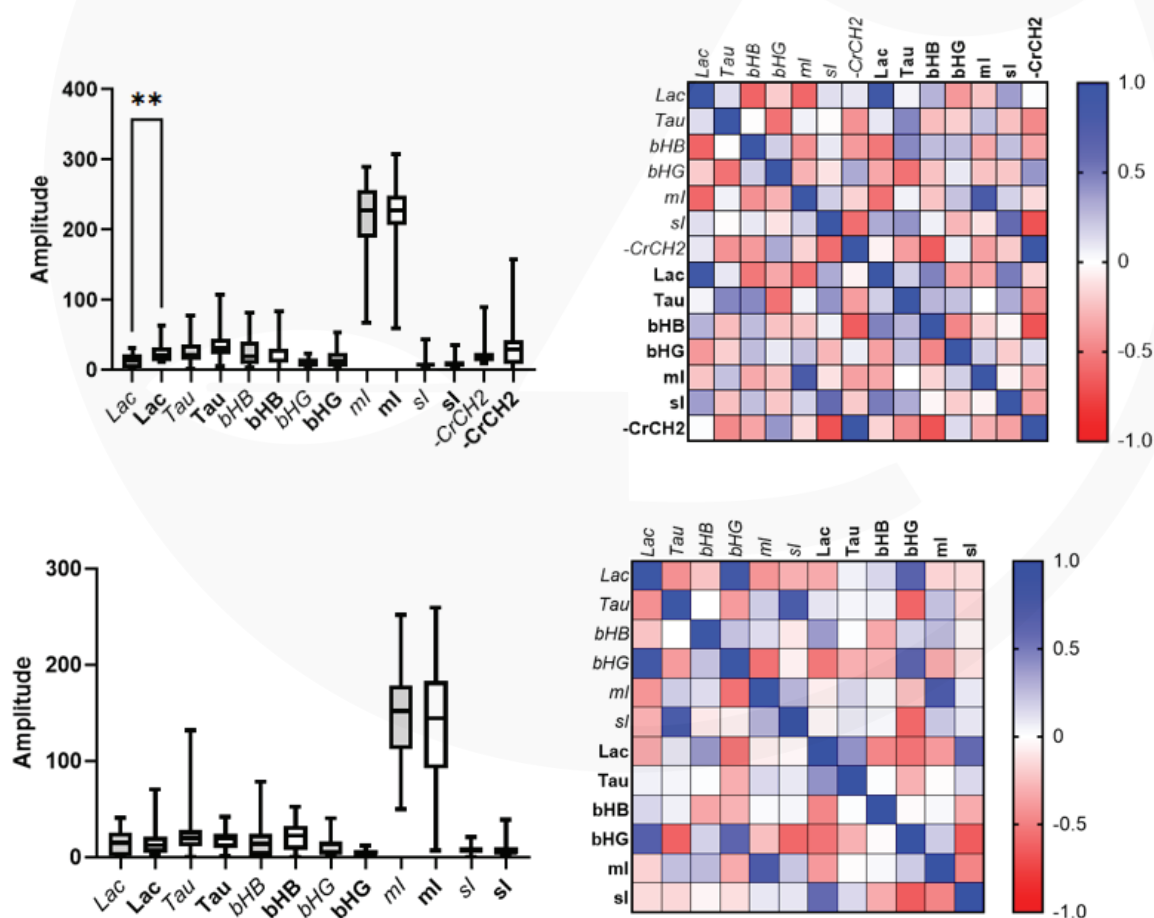 400
300
200
100
0
Amplitude
**
Lac
Lac
Tau
Tau
bHB
bHB
bHG
bHG
mI
mI
sI
sI
-CrCH2
-CrCH2
Lac
Tau
bHB
bHG
mI
sI
-CrCH2
Lac
Tau
bHB
bHG
mI
sI
-CrCH2
Lac
Tau
bHB
bHG
mI
sI
-CrCH2
Lac
Tau
bHB
bHG
mI
sI
-CrCH2
1.0
0.5
0
-0.5
-1.0
300
200
100
0
Amplitude
Lac
Lac
Tau
Tau
bHB
bHB
bHG
bHG
mI
mI
sI
sI
Lac
Tau
bHB
bHG
mI
sI
Lac
Tau
bHB
bHG
mI
sI
Lac
Tau
bHB
bHG
mI
sI
Lac
Tau
bHB
bHG
mI
sI
1.0
0.5
0
-0.5
-1.0